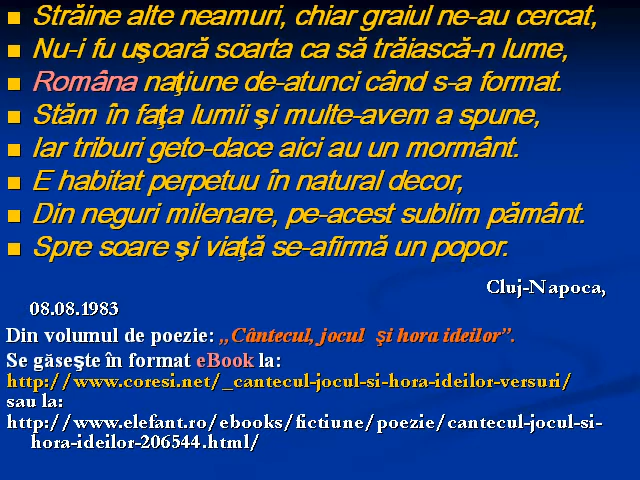 ■ Străine alte neamuri, chiar graiul ne-au cercat,
■ Nu-i fu uşoară soarta ca să trăiască-n lume,
■ Româna naţiune de-atunci când s-a format.
■ Stăm în faţa lumii şi multe-avem a spune,
■ Iar triburi geto-dace aici au un mormânt.
■ E habitat perpetuu în natural decor,
■ Din neguri milenare, pe-acest sublim pământ.
■ Spre soare şi viaţă se-afirmă un popor.
Cluj-Napoca,
08.08.1983
Din volumul de poezie: „Cântecul, jocul şi hora ideilor”.
Se găseşte în format eBook la:
http://www.coresi.net/_cantecul-jocul-si-hora-ideilor-versuri/
sau la:
http://www.elefant.ro/ebooks/fictiune/poezie/cantecul-jocul-si-
hora-ideilor-206544.html/